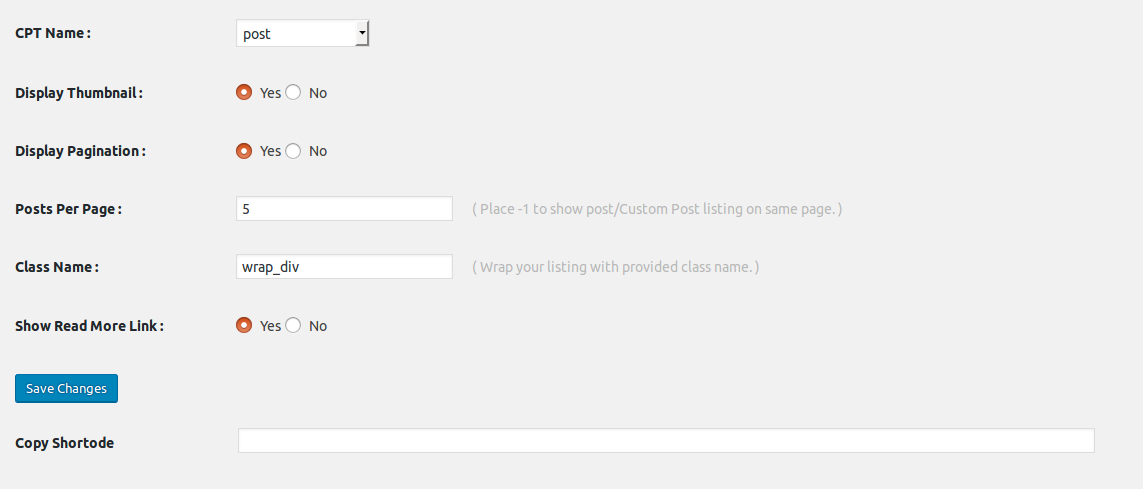 CPT Name : post
Display Thumbnail : Yes No
Display Pagination : Yes No
Posts Per Page : 5 ( Place -1 to show post/Custom Post listing on same page. )
Class Name : wrap_div ( Wrap your listing with provided class name. )
Show Read More Link : Yes No
Save Changes
Copy Shortode